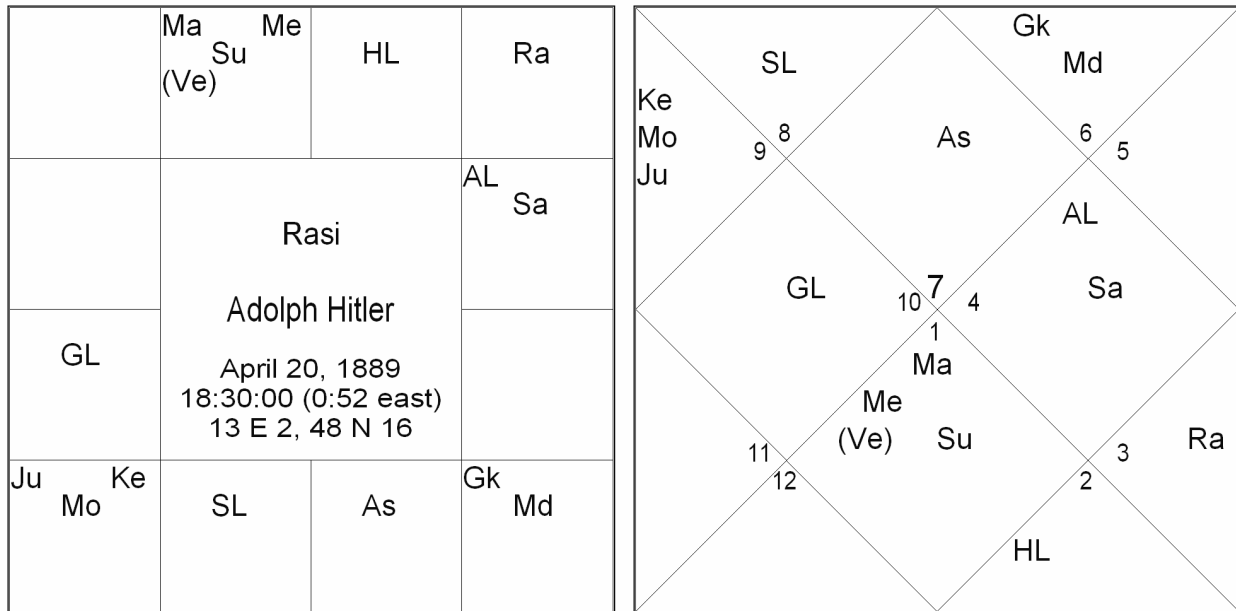 Ma Me
Su HL Ra
(Ve)
AL
Sa
Rasi
Adolph Hitler
GL
April 20, 1889
18:30:00 (0:52 east)
13 E 2, 48 N 16
Ju Ke Gk
Mo SL As Md
Gk
SL Md
Ke
Mo 8 As 6
Ju 9 5
AL
GL 7 Sa
10 4
1
Ma
Me
(Ve) Su 3 Ra
11
12 2
HL